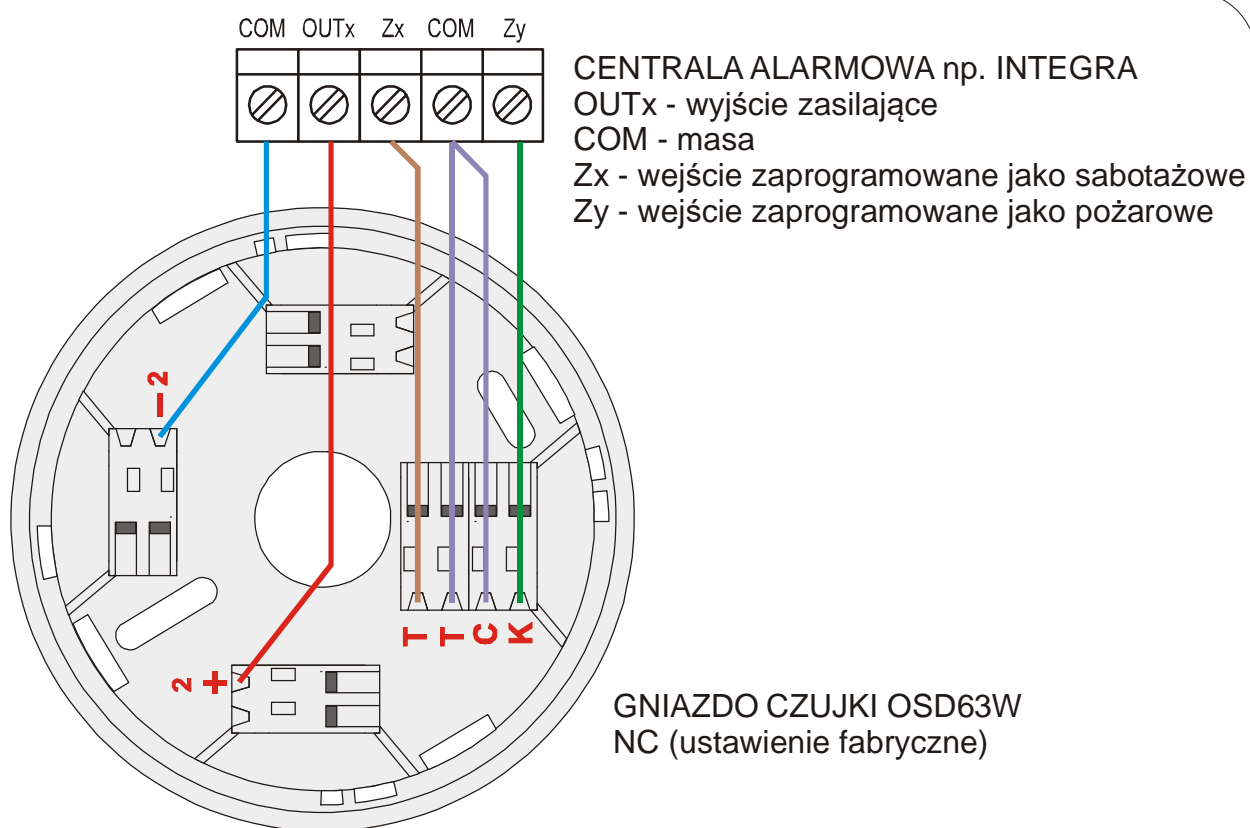 COM OUTx Zx COM Zy
CENTRALA ALARMOWA np. INTEGRA
OUTx - wyjście zasilające
COM - masa
Zx - wejście zaprogramowane jako sabotażowe
Zy - wejście zaprogramowane jako pożarowe
– 2
T T C K
2 +
GNIAZDO CZUJKI OSD63W
NC (ustawienie fabryczne)